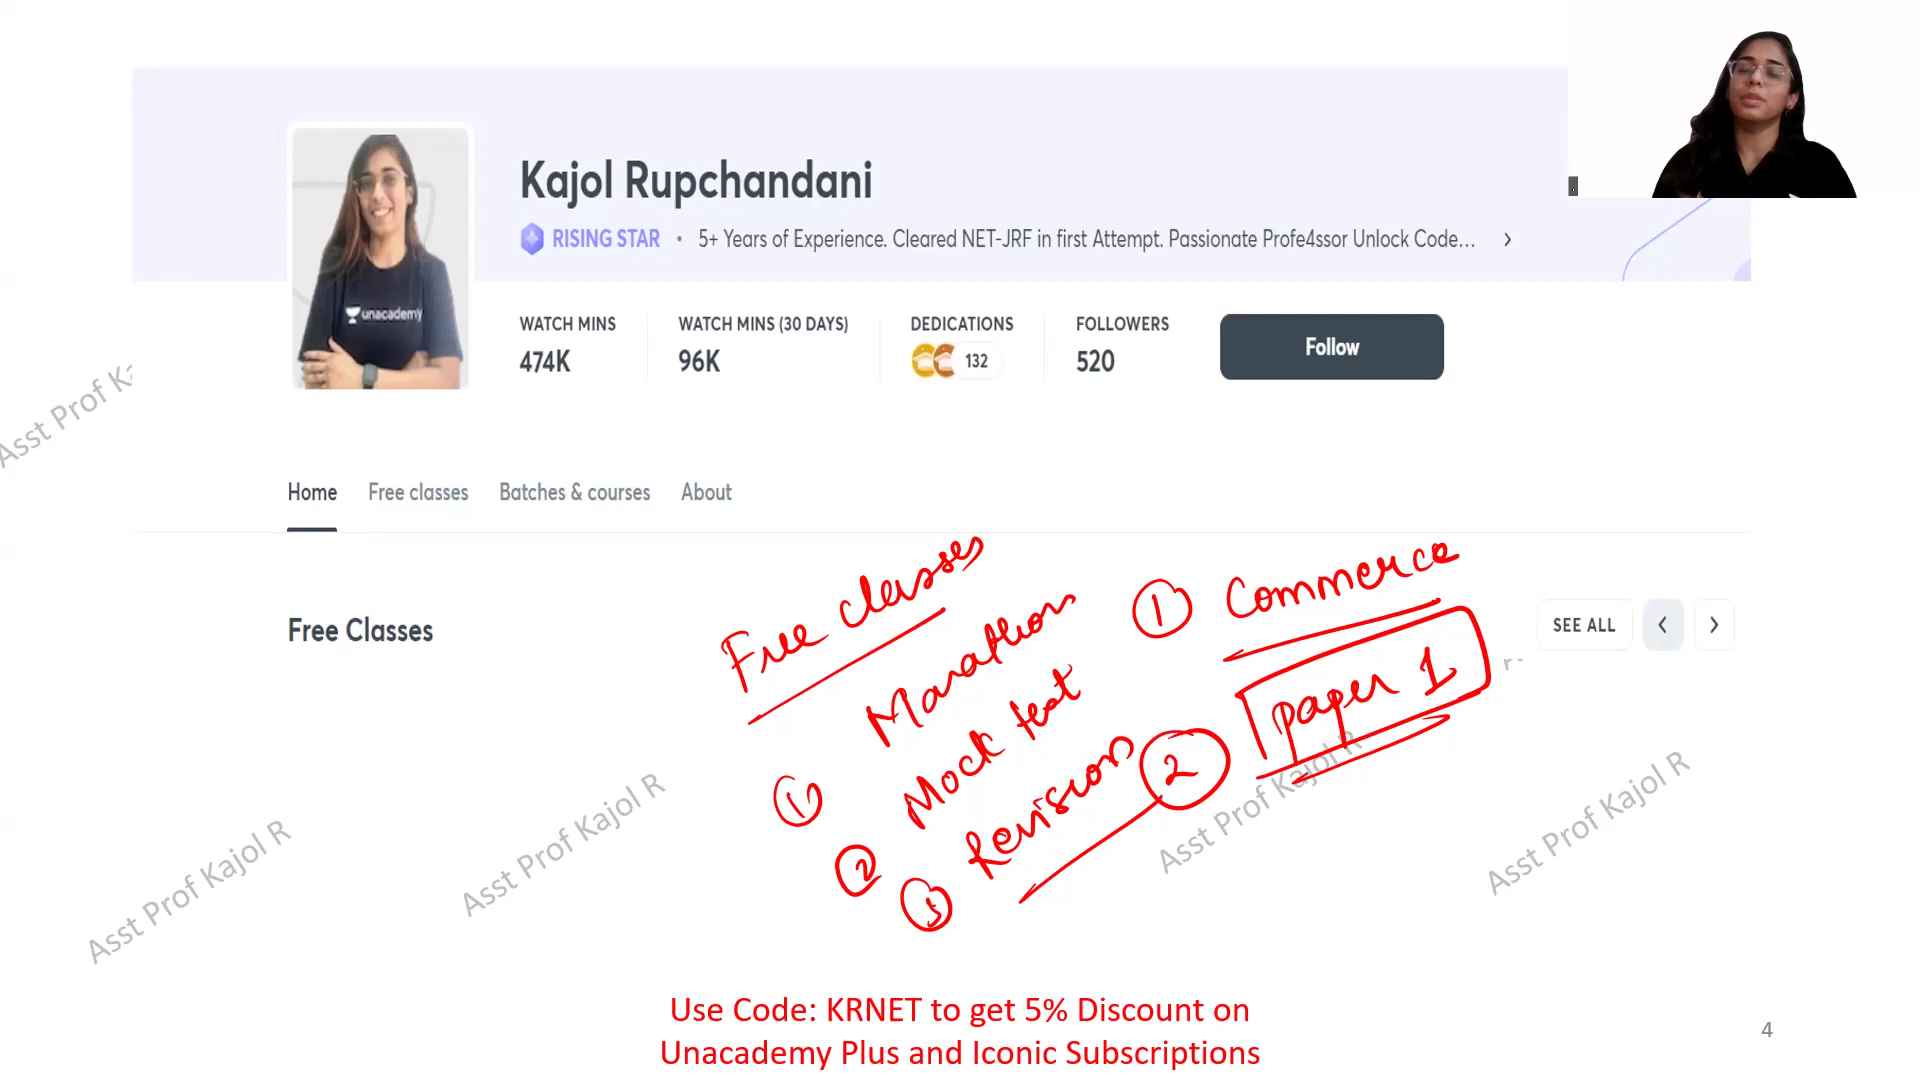 Kajol Rupchandani
RISING STAR • 5+ Years of Experience. Cleared NET-JRF in first Attempt. Passionate Profe4ssor Unlock Code... >
unacademy
WATCH MINS
474K
WATCH MINS (30 DAYS)
96K
DEDICATIONS
132
FOLLOWERS
520
Follow
Asst Prof Ka
Home Free classes Batches & courses About
Free Classes
SEE ALL < >
Free classes
① Marathon
② Mock test
③ Revision
① Commerce
② paper 1
Asst Prof Kajol R
Asst Prof Kajol R
Asst Prof Kajol R
Asst Prof Kajol R
Use Code: KRNET to get 5% Discount on
Unacademy Plus and Iconic Subscriptions
4